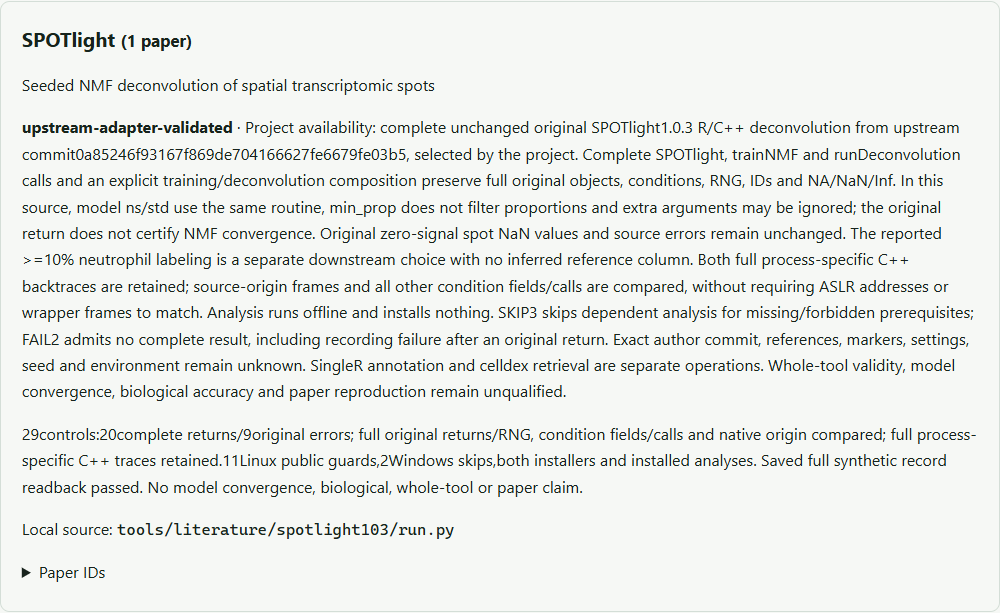 SPOTlight (1 paper)
Seeded NMF deconvolution of spatial transcriptomic spots
upstream-adapter-validated · Project availability: complete unchanged original SPOTlight1.0.3 R/C++ deconvolution from upstream
commit0a85246f93167f869de704166627fe6679fe03b5, selected by the project. Complete SPOTlight, trainNMF and runDeconvolution
calls and an explicit training/deconvolution composition preserve full original objects, conditions, RNG, IDs and NA/NaN/Inf. In this
source, model ns/std use the same routine, min_prop does not filter proportions and extra arguments may be ignored; the original
return does not certify NMF convergence. Original zero-signal spot NaN values and source errors remain unchanged. The reported
>=10% neutrophil labeling is a separate downstream choice with no inferred reference column. Both full process-specific C++
backtraces are retained; source-origin frames and all other condition fields/calls are compared, without requiring ASLR addresses or
wrapper frames to match. Analysis runs offline and installs nothing. SKIP3 skips dependent analysis for missing/forbidden prerequisites;
FAIL2 admits no complete result, including recording failure after an original return. Exact author commit, references, markers, settings,
seed and environment remain unknown. SingleR annotation and celldex retrieval are separate operations. Whole-tool validity, model
convergence, biological accuracy and paper reproduction remain unqualified.
29controls:20complete returns/9original errors; full original returns/RNG, condition fields/calls and native origin compared; full process-
specific C++ traces retained.11Linux public guards,2Windows skips,both installers and installed analyses. Saved full synthetic record
readback passed. No model convergence, biological, whole-tool or paper claim.
Local source: tools/literature/spotlight103/run.py
▶ Paper IDs